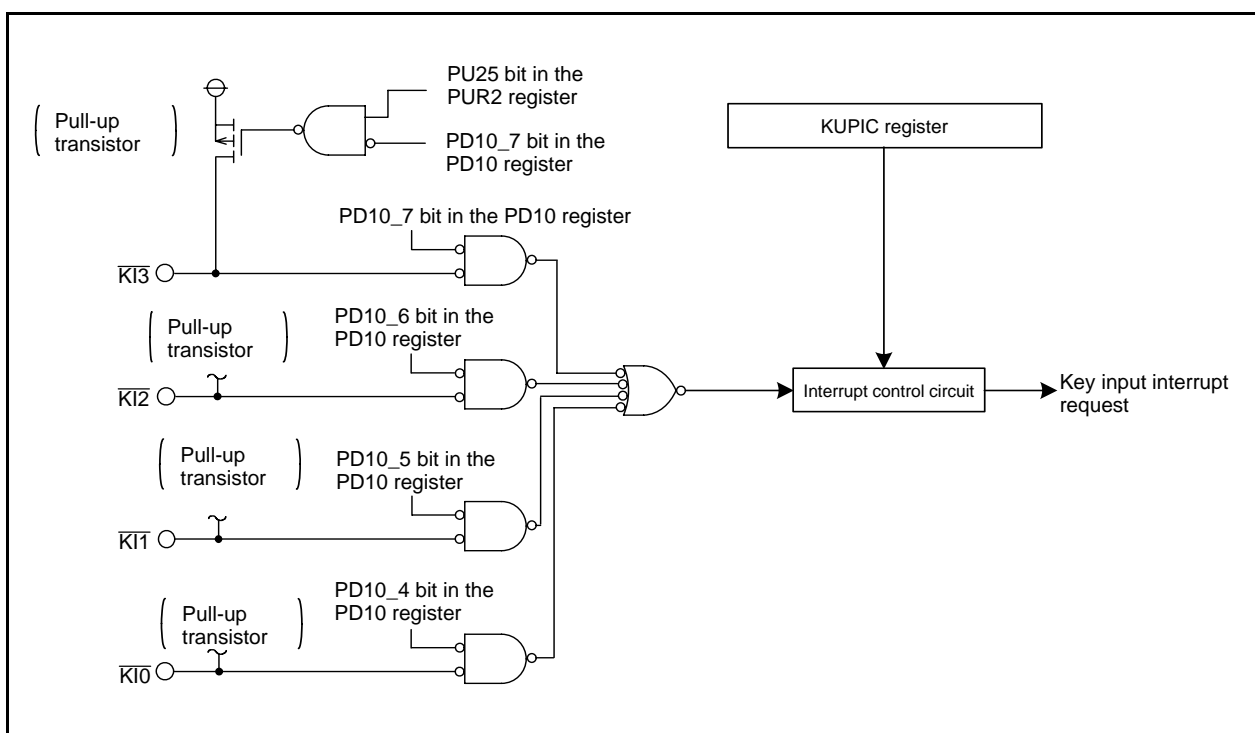 PU25 bit in the
PUR2 register
Pull-up
transistor
PD10_7 bit in the
PD10 register
KUPIC register
PD10_7 bit in the PD10 register
KI3
Pull-up
transistor
PD10_6 bit in the
PD10 register
KI2
Interrupt control circuit
Key input interrupt
request
Pull-up
transistor
PD10_5 bit in the
PD10 register
KI1
PD10_4 bit in the
PD10 register
Pull-up
transistor
KI0